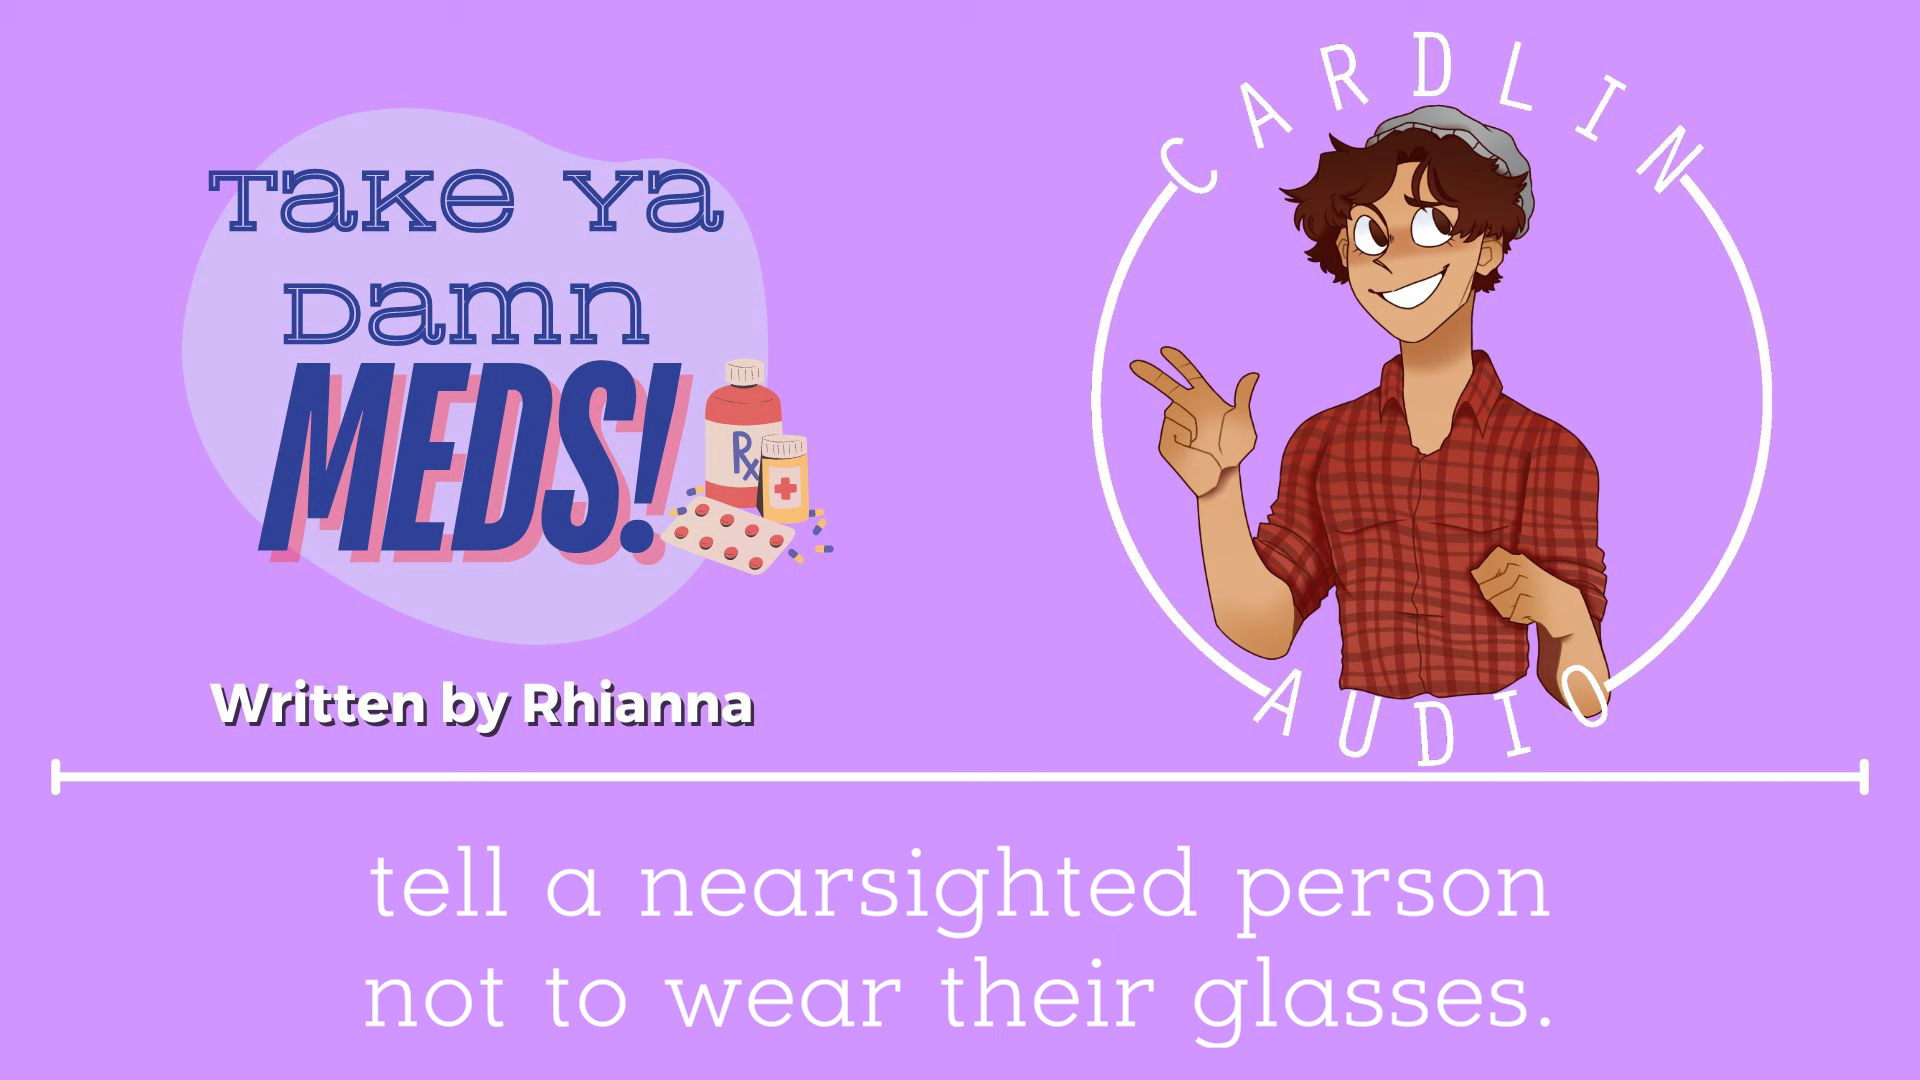 Take Ya
Damn
MEDS!
Rx
Written by Rhianna
CARDLIN
AUDIO
tell a nearsighted person
not to wear their glasses.